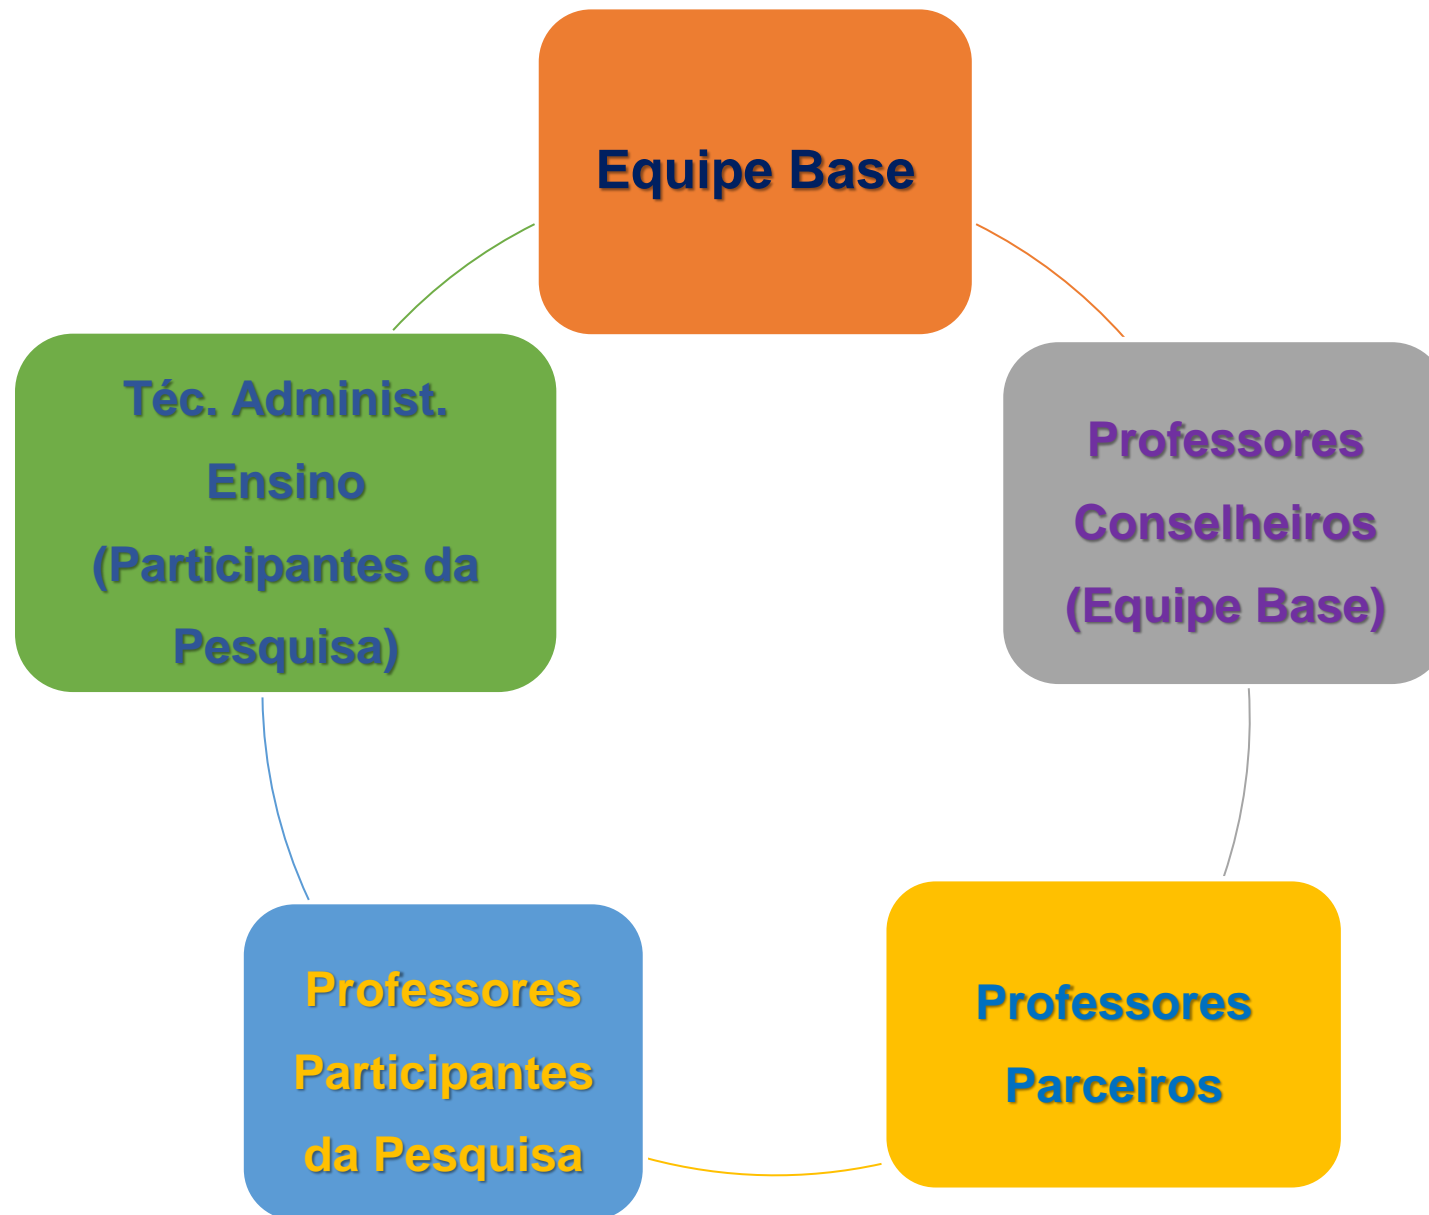 Equipe Base
Téc. Administ.
Ensino
(Participantes da
Pesquisa)
Professores
Conselheiros
(Equipe Base)
Professores
Participantes
da Pesquisa
Professores
Parceiros